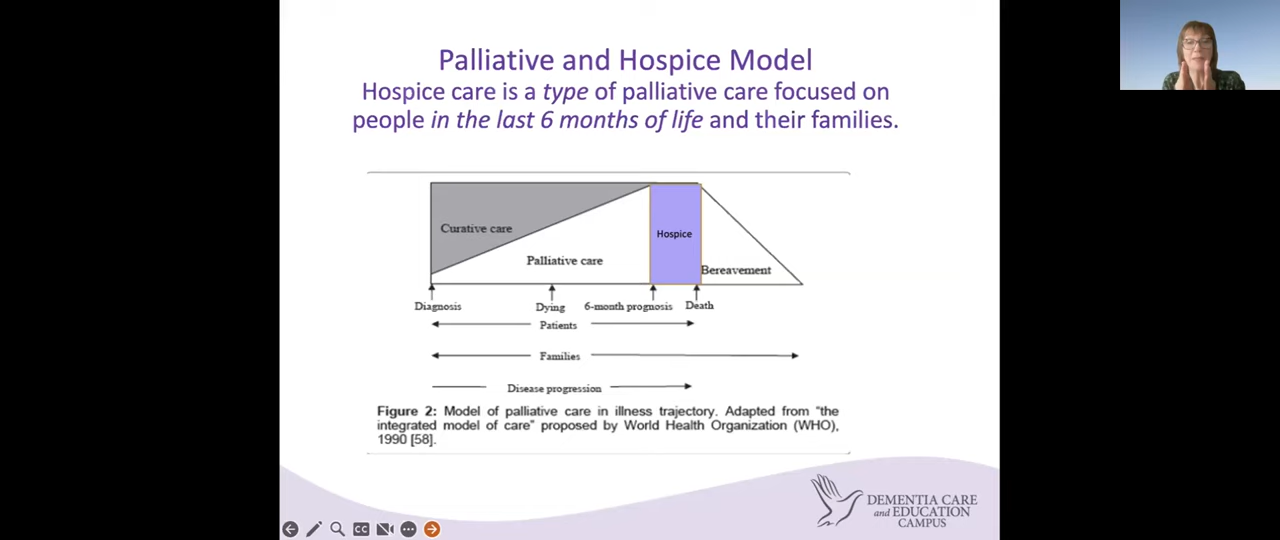 Palliative and Hospice Model
Hospice care is a type of palliative care focused on
people in the last 6 months of life and their families.
Curative care
Hospice
Palliative care
Bereavement
Diagnosis
Dying
6-month prognosis
Death
Patients
Families
Disease progression
Figure 2: Model of palliative care in illness trajectory. Adapted from "the
integrated model of care" proposed by World Health Organization (WHO),
1990 [58].
DEMENTIA CARE
and EDUCATION
CAMPUS
CC